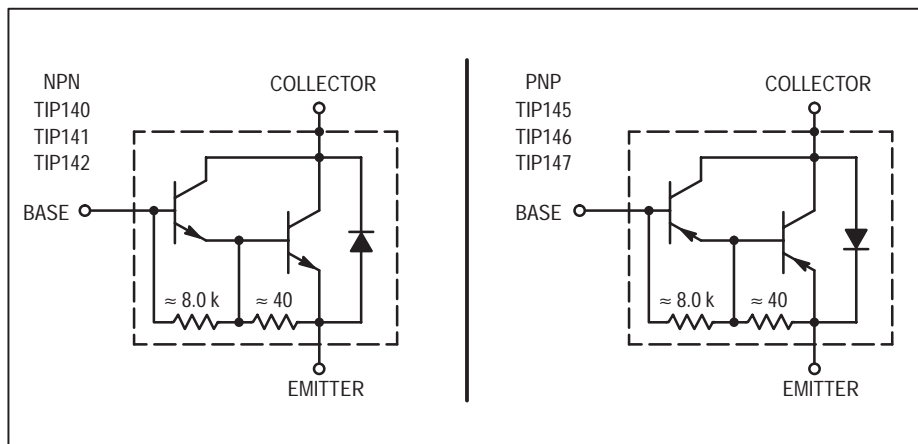 NPN
TIP140
TIP141
TIP142
COLLECTOR
BASE
≈ 8.0 k
≈ 40
EMITTER
PNP
TIP145
TIP146
TIP147
COLLECTOR
BASE
≈ 8.0 k
≈ 40
EMITTER